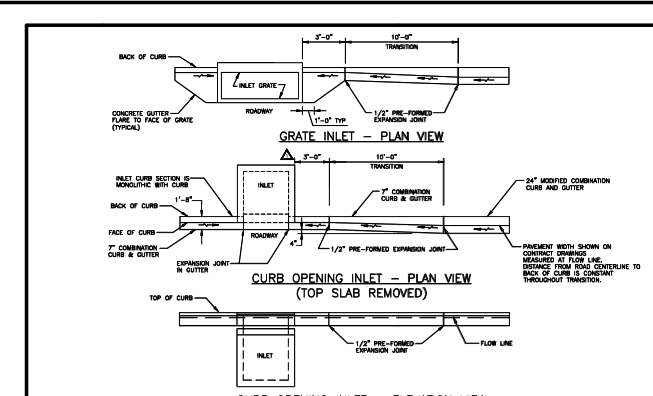 3'-0"
10'-0"
TRANSITION
BACK OF CURB
INLET GRATE
CONCRETE GUTTER
FLARE TO FACE OF GRATE
(TYPICAL)
ROADWAY
1'-0" TYP
1/2" PRE-FORMED
EXPANSION JOINT
GRATE INLET - PLAN VIEW
3'-0"
10'-0"
TRANSITION
INLET CURB SECTION IS
MONOLITHIC WITH CURB
INLET
7" COMBINATION
CURB & GUTTER
24" MODIFIED COMBINATION
CURB AND GUTTER
1'-8"
BACK OF CURB
FACE OF CURB
ROADWAY
4"
7" COMBINATION
CURB & GUTTER
EXPANSION JOINT
IN GUTTER
1/2" PRE-FORMED EXPANSION JOINT
PAVEMENT WIDTH SHOWN ON
CONTRACT DRAWINGS
MEASURED AT FLOW LINE.
DISTANCE FROM ROAD CENTERLINE TO
BACK OF CURB IS CONSTANT
THROUGHOUT TRANSITION.
CURB OPENING INLET - PLAN VIEW
(TOP SLAB REMOVED)
TOP OF CURB
INLET
1/2" PRE-FORMED
EXPANSION JOINT
FLOW LINE
CURB OPENING INLET - ELEVATION VIEW